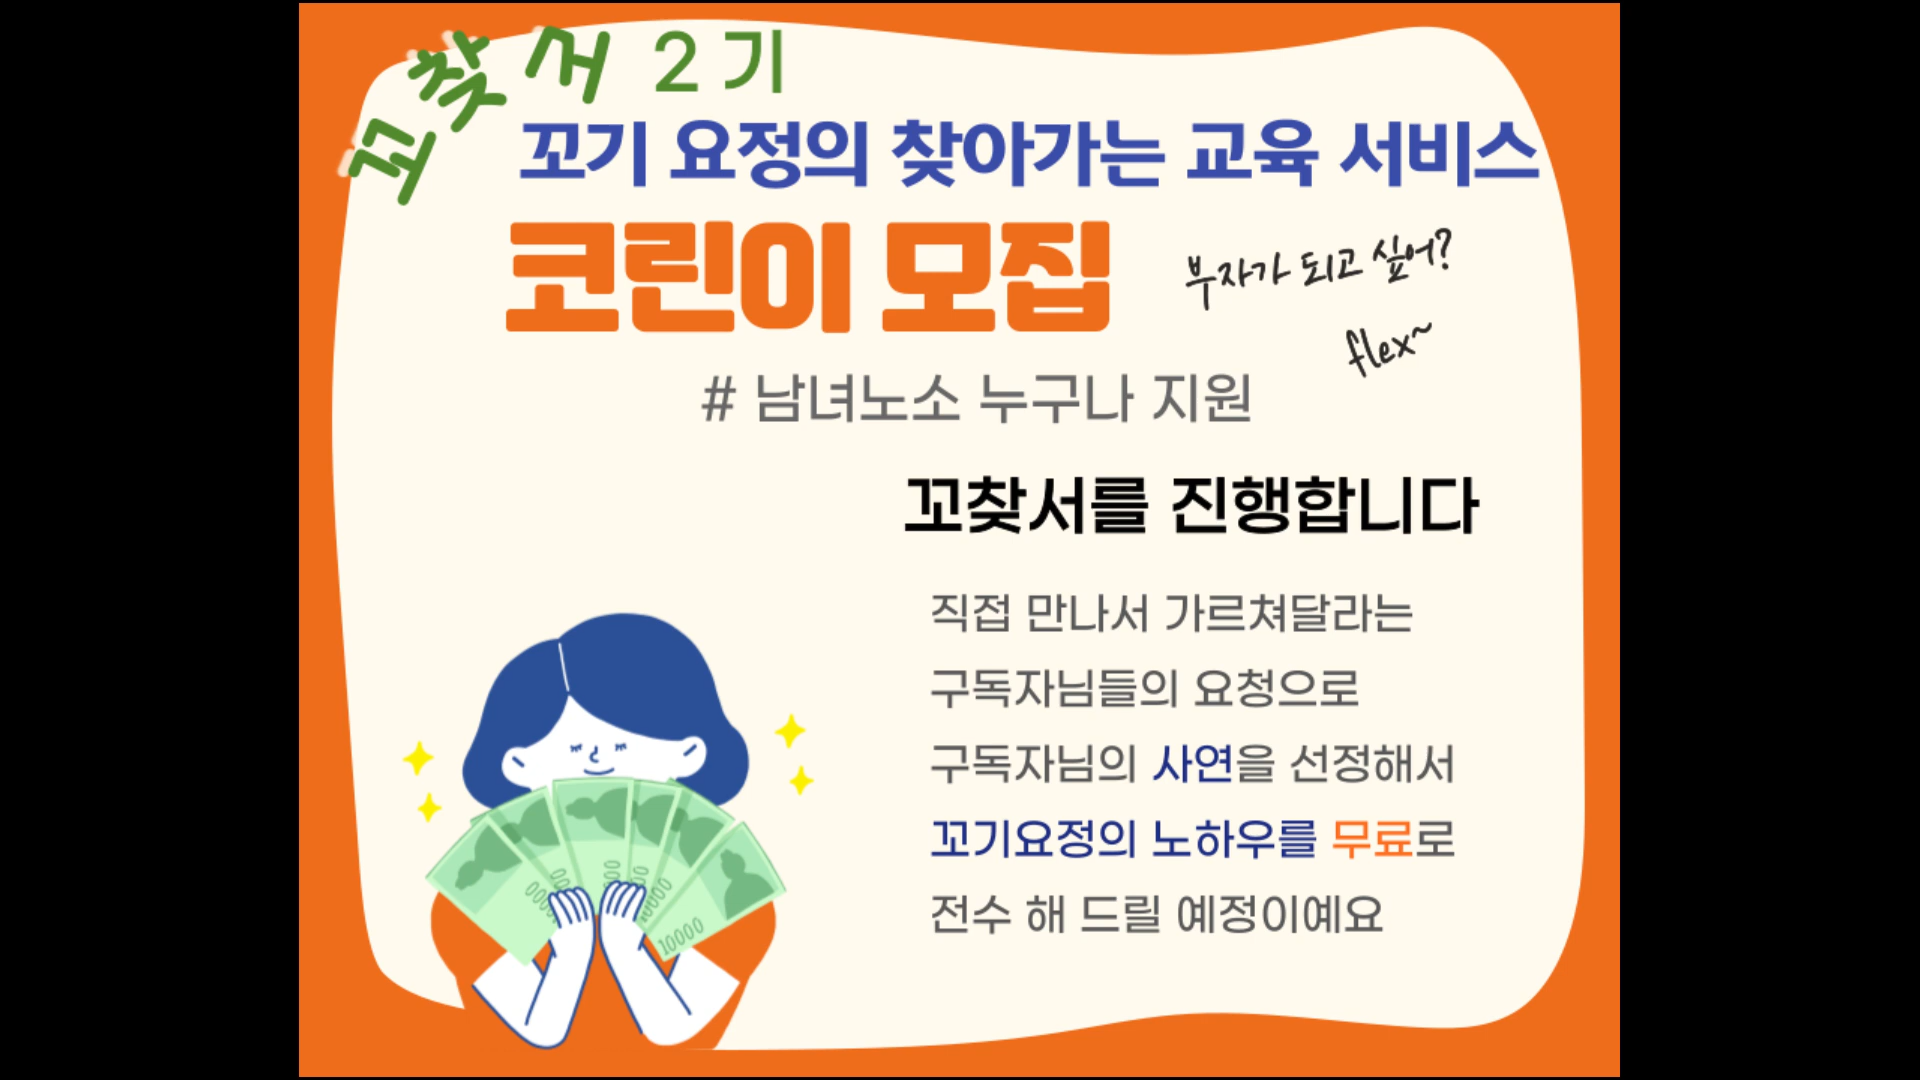 꼬찾서 2기
꼬기 요정의 찾아가는 교육 서비스
코린이 모집
부자가 되고 싶어?
flex~
# 남녀노소 누구나 지원
꼬찾서를 진행합니다
직접 만나서 가르쳐달라는
구독자님들의 요청으로
구독자님의 사연을 선정해서
꼬기요정의 노하우를 무료로
전수 해 드릴 예정이예요
10000